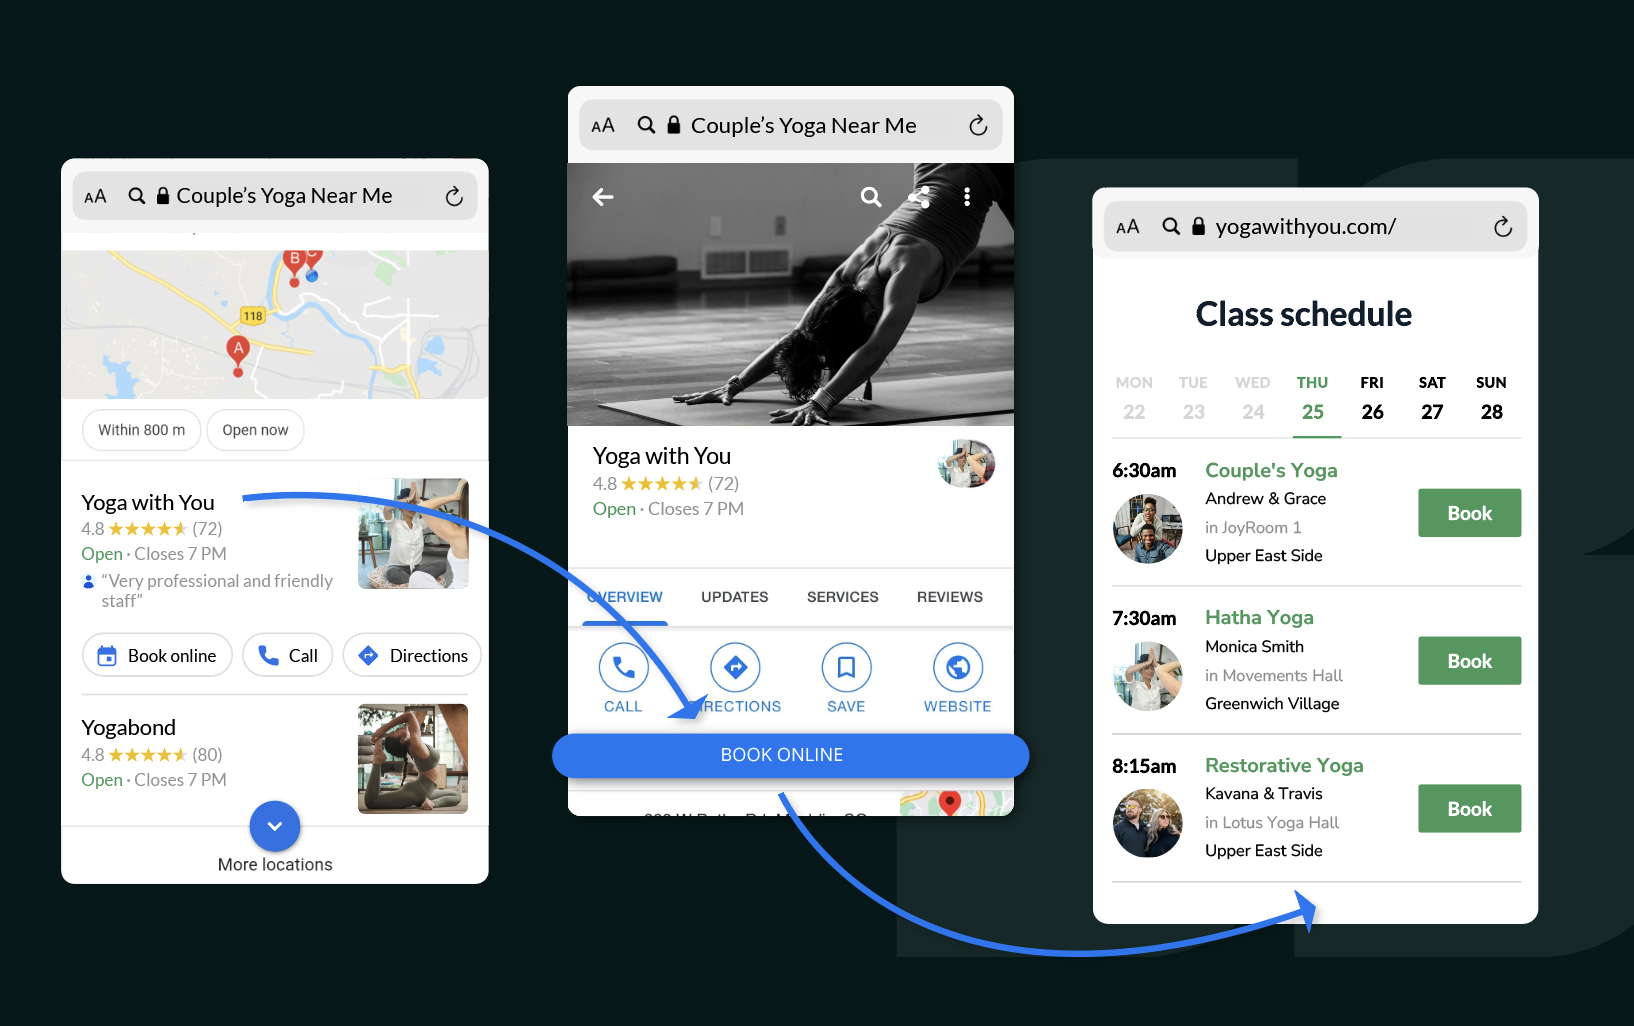 AA Couple's Yoga Near Me
B C
118
A
Within 800 m Open now
Yoga with You
4.8 (72)
Open · Closes 7 PM
“Very professional and friendly
staff”
Book online Call Directions
Yogabond
4.8 (80)
Open · Closes 7 PM
More locations
AA Couple’s Yoga Near Me
Yoga with You
4.8 (72)
Open · Closes 7 PM
OVERVIEW UPDATES SERVICES REVIEWS
CALL DIRECTIONS SAVE WEBSITE
BOOK ONLINE
AA yogawithyou.com/
Class schedule
MON TUE WED THU FRI SAT SUN
22 23 24 25 26 27 28
6:30am Couple's Yoga
Andrew & Grace
Book
in JoyRoom 1
Upper East Side
7:30am Hatha Yoga
Monica Smith
Book
in Movements Hall
Greenwich Village
8:15am Restorative Yoga
Kavana & Travis
Book
in Lotus Yoga Hall
Upper East Side